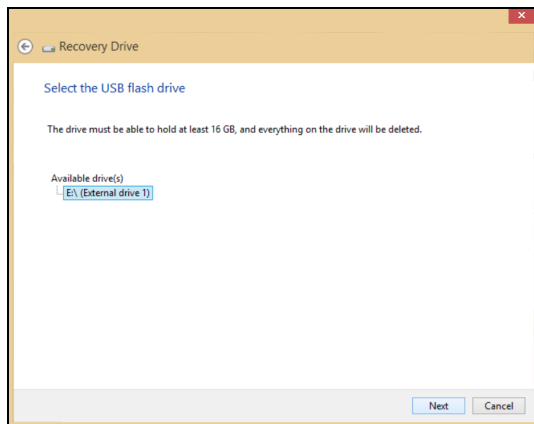 Recovery Drive
Select the USB flash drive
The drive must be able to hold at least 16 GB, and everything on the drive will be deleted.
Available drive(s)
E:\ (External drive 1)
Next
Cancel